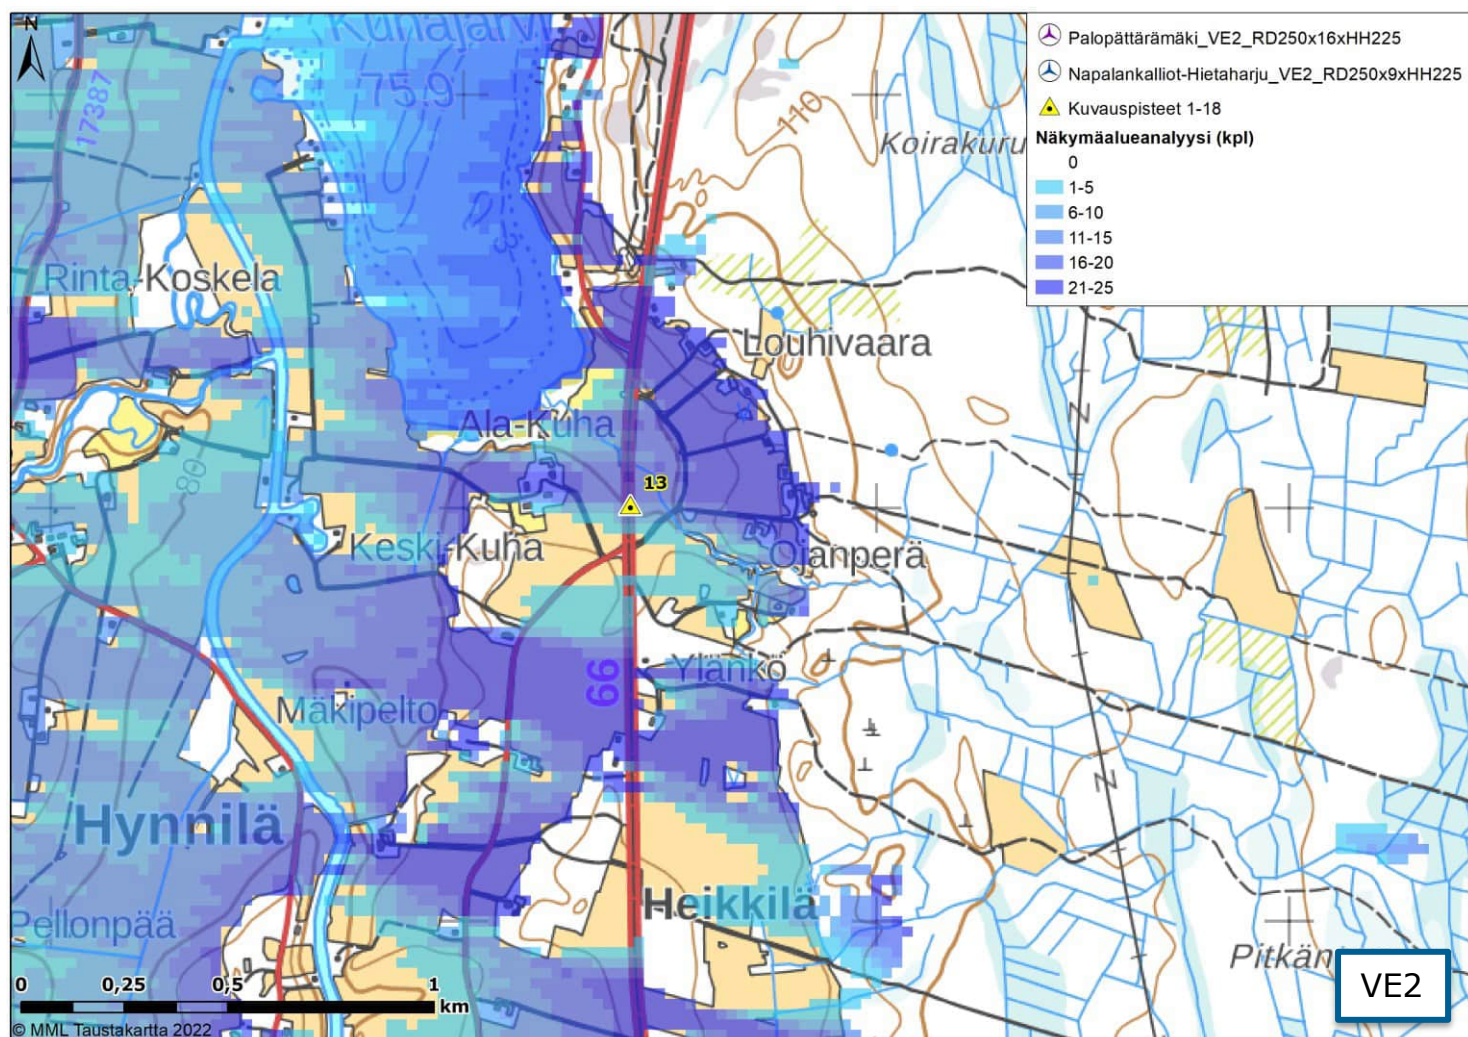 N
Kuhajärvi
75.9
17387
110
Koirakuru
Palopättärämäki_VE2_RD250x16xHH225
Napalankalliot-Hietaharju_VE2_RD250x9xHH225
Kuvauspisteet 1-18
Näkymäalueanalyysi (kpl)
0
1-5
6-10
11-15
16-20
21-25
Rinta-Koskela
Louhivaara
Ala-Kuha
80
13
Keski-Kuha
Ojanperä
66
Ylänkö
Mäkipelto
Hynnilä
Heikkilä
Pellonpää
Pitkän
VE2
0 0,25 0,5 1
km
© MML Taustakartta 2022